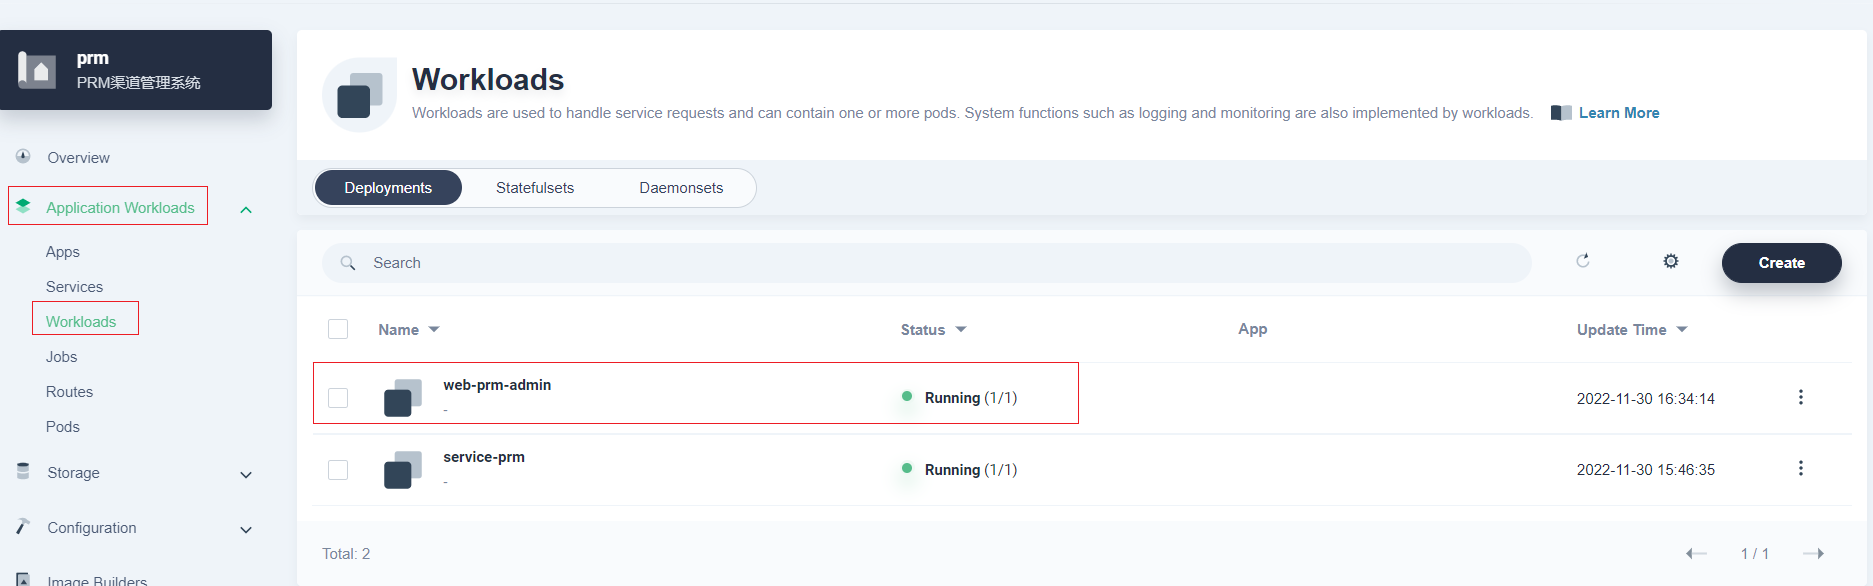 prm
PRM渠道管理系统
Overview
Application Workloads
Apps
Services
Workloads
Jobs
Routes
Pods
Storage
Configuration
Image Builders
Workloads
Workloads are used to handle service requests and can contain one or more pods. System functions such as logging and monitoring are also implemented by workloads. Learn More
Deployments Statefulsets Daemonsets
Search Create
Name Status App Update Time
web-prm-admin
-
Running (1/1) 2022-11-30 16:34:14
service-prm
-
Running (1/1) 2022-11-30 15:46:35
Total: 2 1 / 1